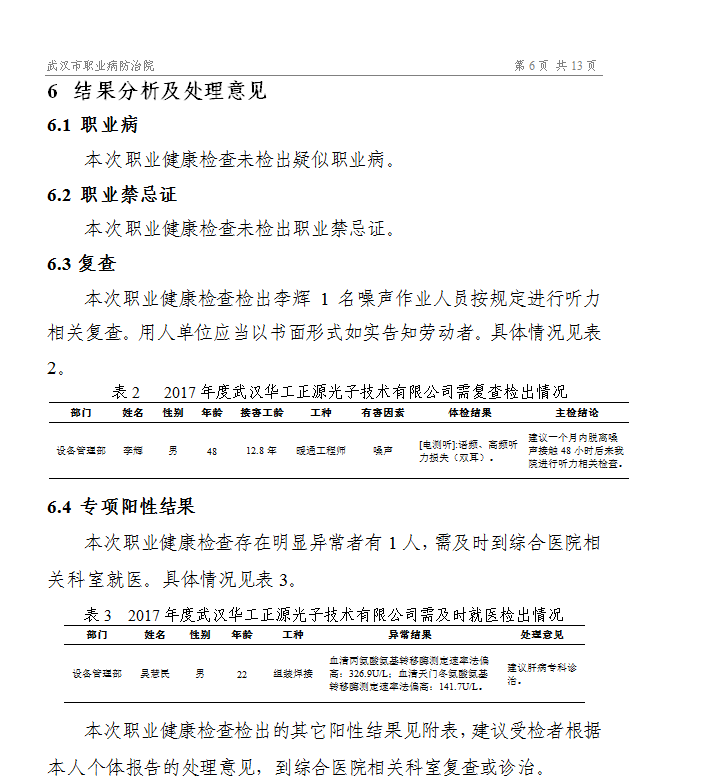 武汉市职业病防治院 第 6 页 共 13 页
6 结果分析及处理意见
6.1 职业病
本次职业健康检查未检出疑似职业病。
6.2 职业禁忌证
本次职业健康检查未检出职业禁忌证。
6.3 复查
本次职业健康检查检出李辉 1 名噪声作业人员按规定进行听力
相关复查。用人单位应当以书面形式如实告知劳动者。具体情况见表
2。
表 2 2017 年度武汉华工正源光子技术有限公司需复查检出情况
部门 姓名 性别 年龄 接害工龄 工种 有害因素 体检结果 主检结论
设备管理部 李辉 男 48 12.8 年 暖通工程师 噪声 [电测听]:语频、高频听
力损失（双耳）。
建议一个月内脱离噪
声接触 48 小时后来我
院进行听力相关检查。
6.4 专项阳性结果
本次职业健康检查存在明显异常者有 1 人，需及时到综合医院相
关科室就医。具体情况见表 3。
表 3 2017 年度武汉华工正源光子技术有限公司需及时就医检出情况
部门 姓名 性别 年龄 工种 异常结果 处理意见
设备管理部 吴慧民 男 22 组装焊接
血清丙氨酸氨基转移酶测定速率法偏
高：326.9U/L；血清天门冬氨酸氨基
转移酶测定速率法偏高：141.7U/L。
建议肝病专科诊
治。
本次职业健康检查检出的其它阳性结果见附表，建议受检者根据
本人个体报告的处理意见，到综合医院相关科室复查或诊治。